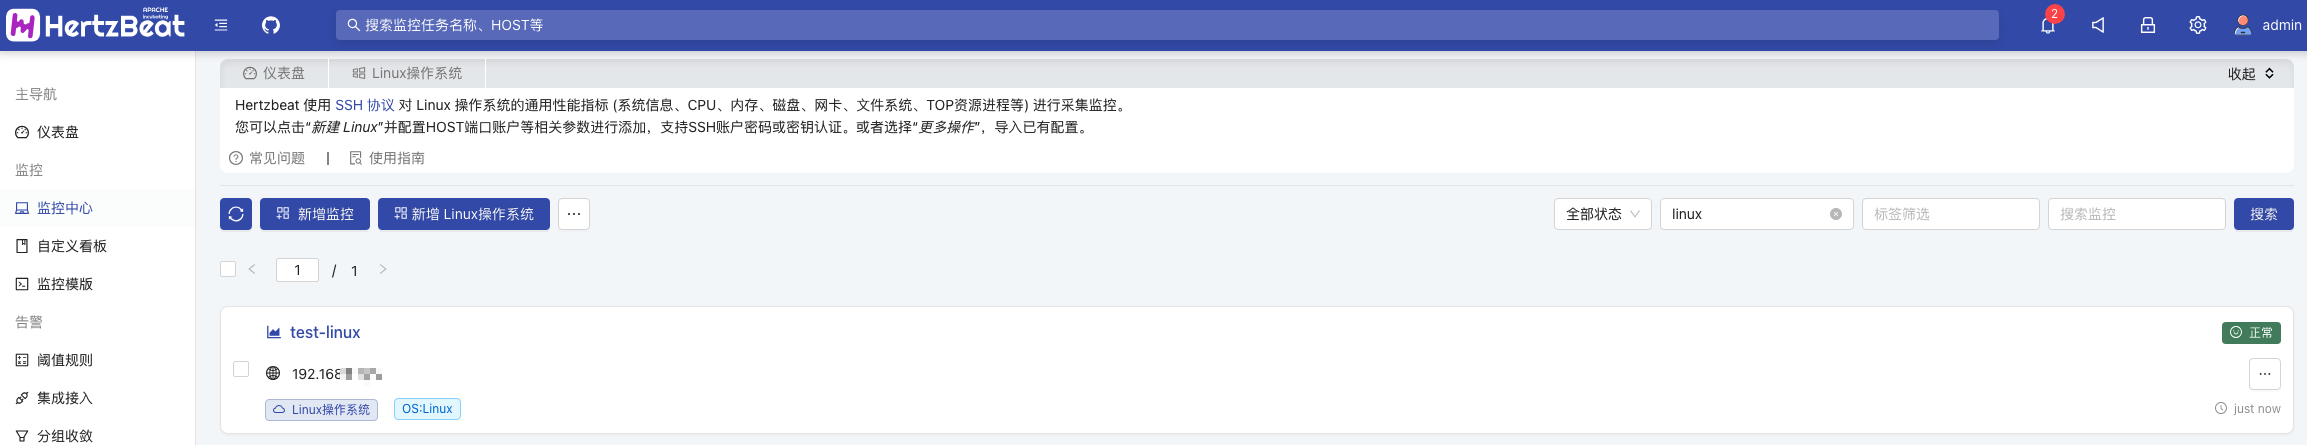 APACHE
incubating
HertzBeat
搜索监控任务名称、HOST等
2
admin
主导航
仪表盘
监控
监控中心
自定义看板
监控模版
告警
阈值规则
集成接入
分组收敛
仪表盘
Linux操作系统
收起
Hertzbeat 使用 SSH 协议 对 Linux 操作系统的通用性能指标 (系统信息、CPU、内存、磁盘、网卡、文件系统、TOP资源进程等) 进行采集监控。
您可以点击“新建 Linux”并配置HOST端口账户等相关参数进行添加，支持SSH账户密码或密钥认证。或者选择“更多操作”，导入已有配置。
常见问题 | 使用指南
新增监控
新增 Linux操作系统
···
全部状态
linux
标签筛选
搜索监控
搜索
1 / 1
test-linux
正常
192.168
···
Linux操作系统
OS:Linux
just now